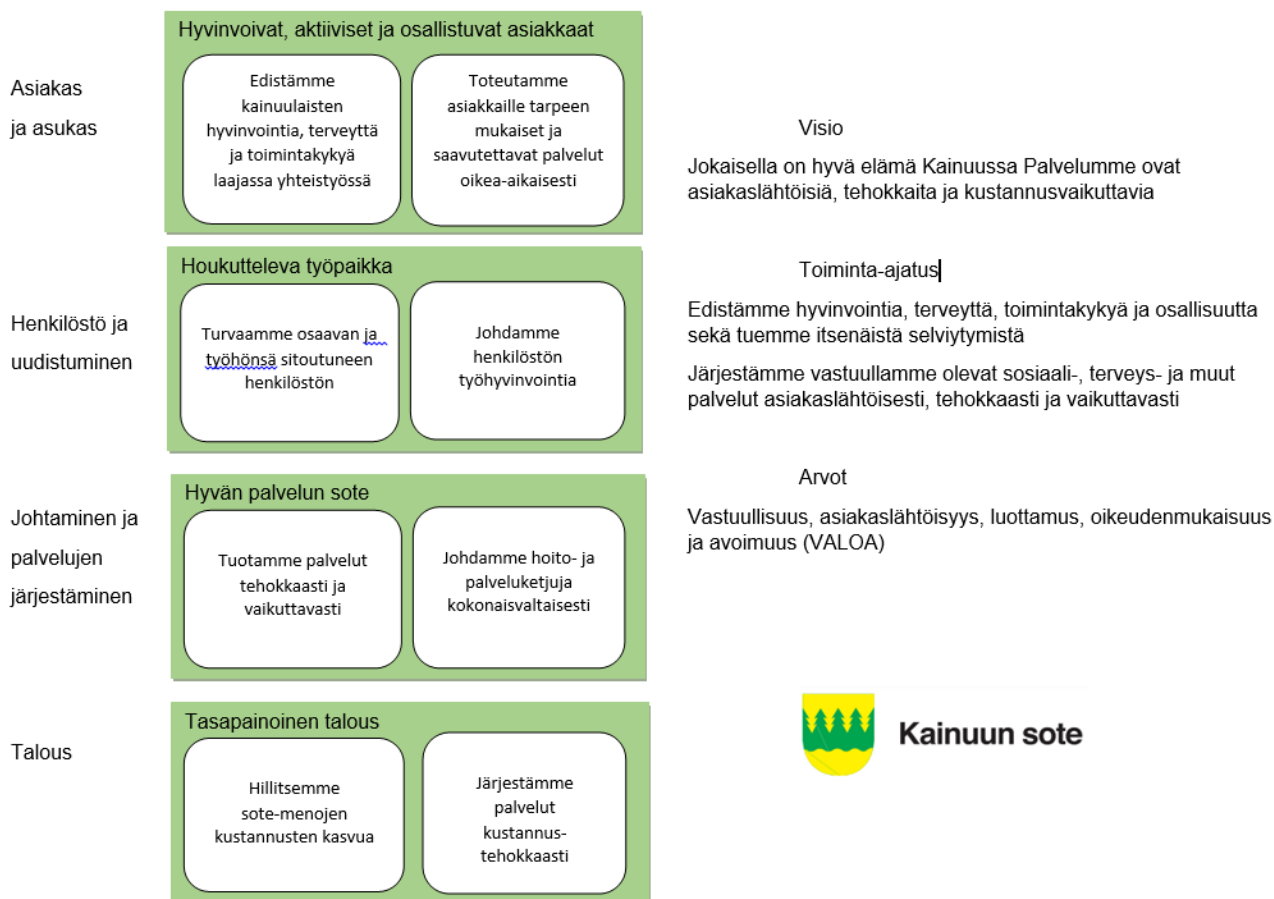 Hyvinvoivat, aktiiviset ja osallistuvat asiakkaat
Asiakas
ja asukas
Edistämme
kainuulaisten
hyvinvointia, terveyttä
ja toimintakykyä
laajassa yhteistyössä
Toteutamme
asiakkaille tarpeen
mukaiset ja
saavutettavat palvelut
oikea-aikaisesti
Houkutteleva työpaikka
Henkilöstö ja
uudistuminen
Turvaamme osaavan ja
työhönsä sitoutuneen
henkilöstön
Johdamme
henkilöstön
työhyvinvointia
Hyvän palvelun sote
Johtaminen ja
palvelujen
järjestäminen
Tuotamme palvelut
tehokkaasti ja
vaikuttavasti
Johdamme hoito- ja
palveluketjuja
kokonaisvaltaisesti
Tasapainoinen talous
Talous
Hillitsemme
sote-menojen
kustannusten kasvua
Järjestämme
palvelut
kustannus-
tehokkaasti
Visio
Jokaisella on hyvä elämä Kainuussa Palvelumme ovat
asiakaslähtöisiä, tehokkaita ja kustannusvaikuttavia
Toiminta-ajatus
Edistämme hyvinvointia, terveyttä, toimintakykyä ja osallisuutta
sekä tuemme itsenäistä selviytymistä
Järjestämme vastuullamme olevat sosiaali-, terveys- ja muut
palvelut asiakaslähtöisesti, tehokkaasti ja vaikuttavasti
Arvot
Vastuullisuus, asiakaslähtöisyys, luottamus, oikeudenmukaisuus
ja avoimuus (VALOA)
Kainuun sote